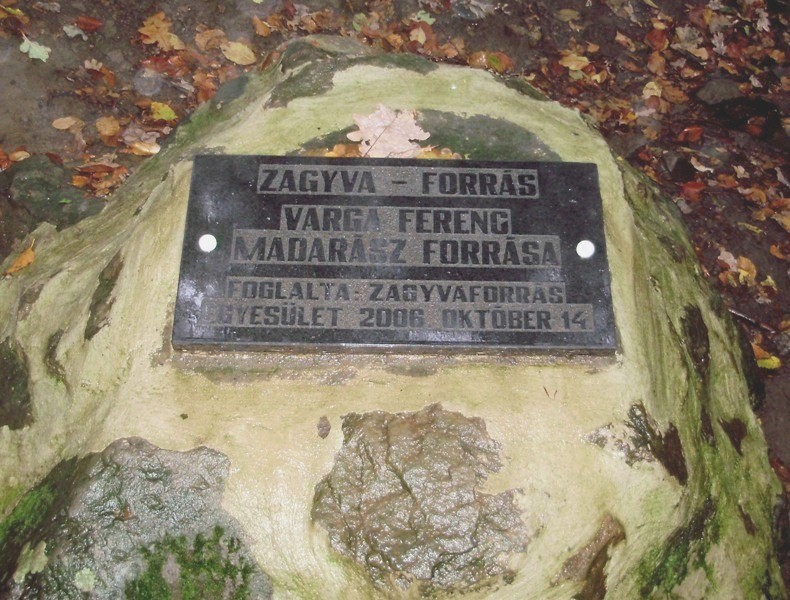 ZAGYVA - FORRÁS
VARGA FERENC
MADARÁSZ FORRÁSA
FOGLALTA: ZAGYVAFORRÁS
EGYESÜLET 2006 OKTÓBER 14